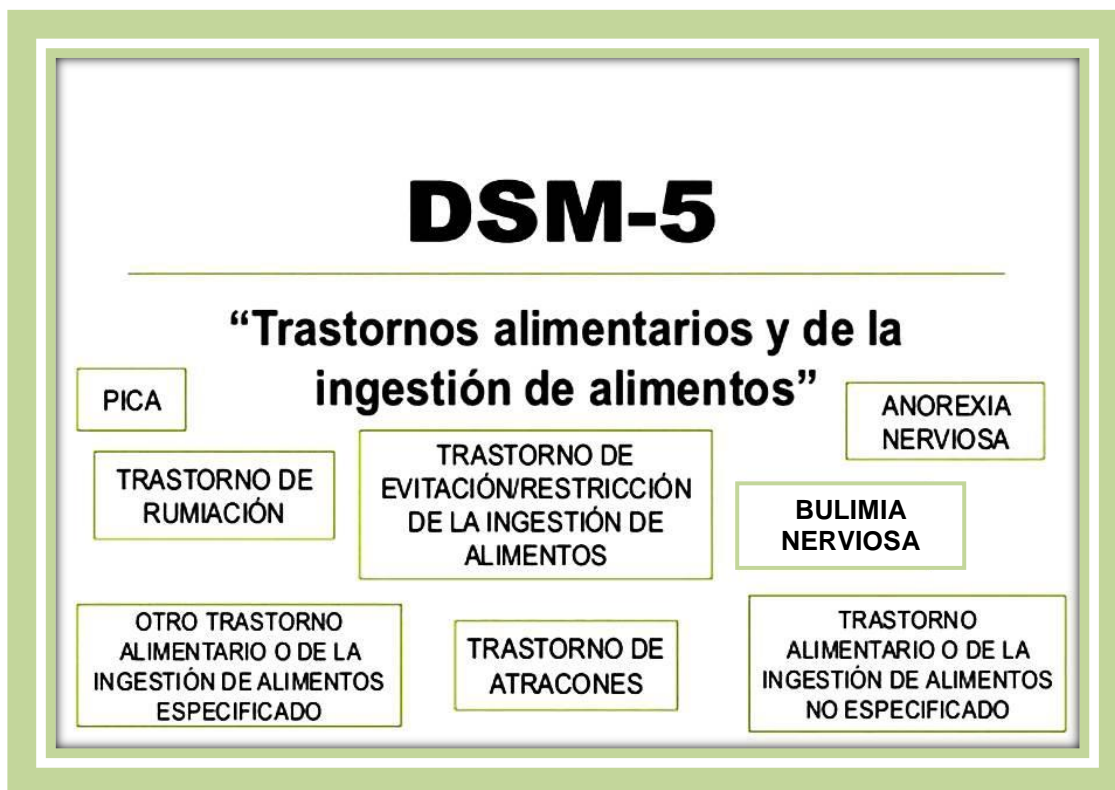 DSM-5
“Trastornos alimentarios y de la
ingestión de alimentos”
PICA
ANOREXIA
NERVIOSA
TRASTORNO DE
RUMIACIÓN
TRASTORNO DE
EVITACIÓN/RESTRICCIÓN
DE LA INGESTIÓN DE
ALIMENTOS
BULIMIA
NERVIOSA
OTRO TRASTORNO
ALIMENTARIO O DE LA
INGESTIÓN DE ALIMENTOS
ESPECIFICADO
TRASTORNO DE
ATRACONES
TRASTORNO
ALIMENTARIO O DE LA
INGESTIÓN DE ALIMENTOS
NO ESPECIFICADO